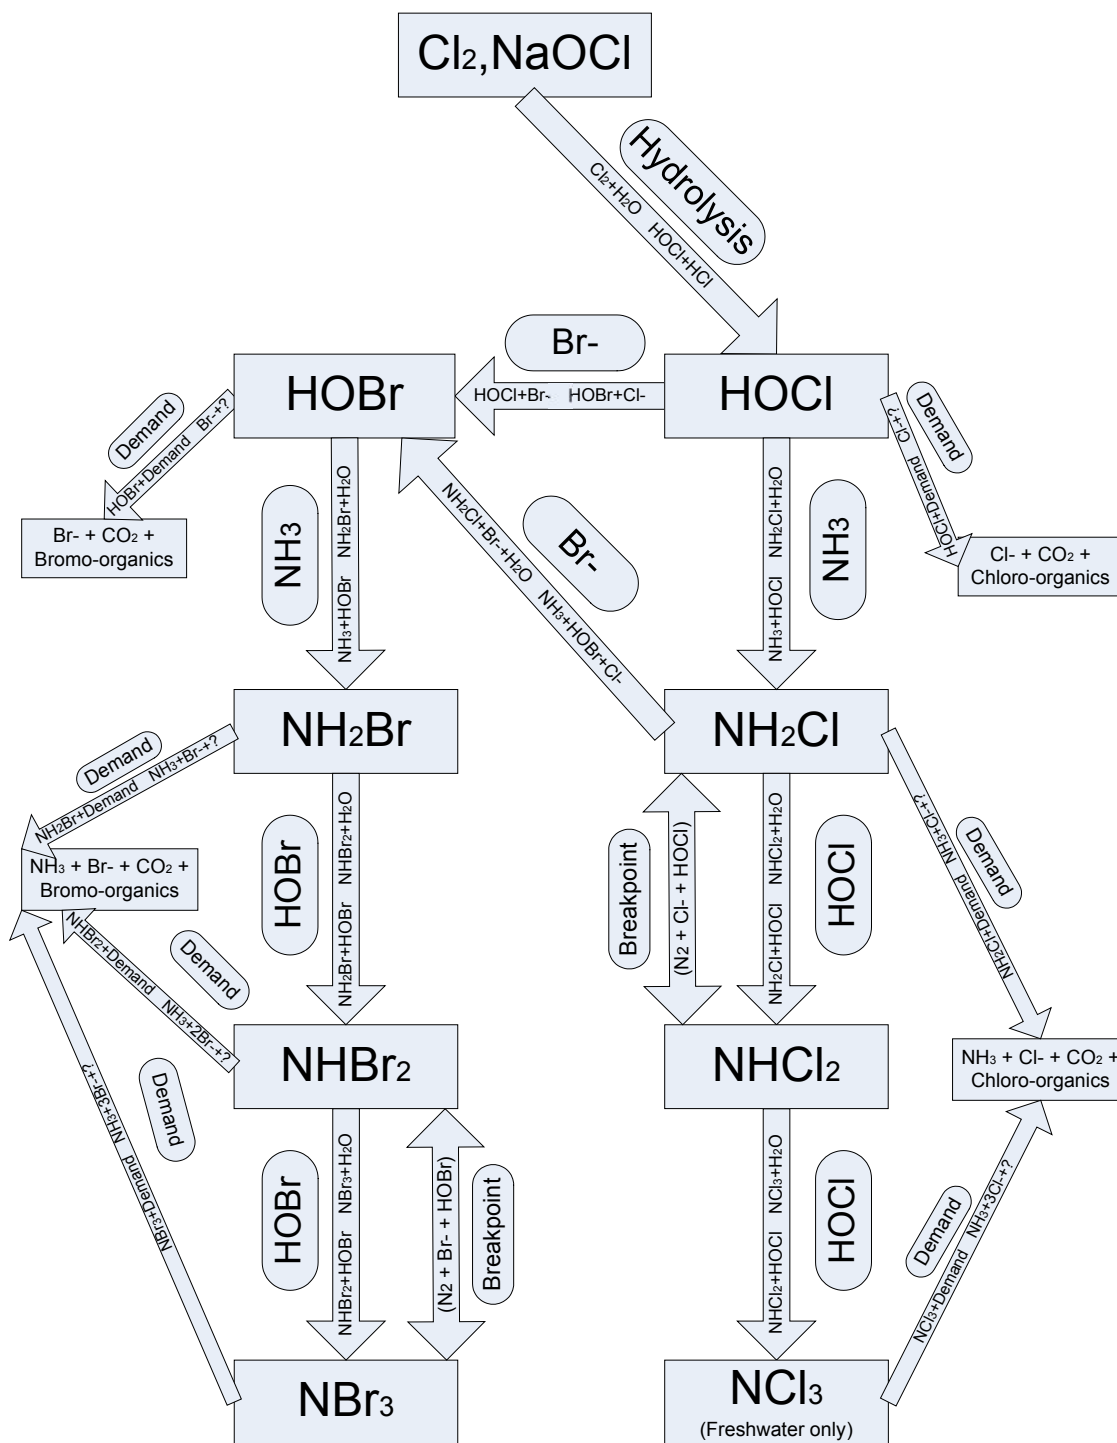 Cl2,NaOCl
Hydrolysis
Cl2+H2O HOCl+HCl
Br-
HOBr
HOCl+Br- HOBr+Cl-
HOCl
Demand
HOBr+Demand Br-+?
Demand
HOCl+Demand Cl-+?
Br- + CO2 +
Bromo-organics
NH3
NH3+HOBr NH2Br+H2O
Br-
NH2Cl+Br-+H2O NH3+HOBr+Cl-
NH3+HOCl NH2Cl+H2O
NH3
Cl- + CO2 +
Chloro-organics
NH2Br
NH2Cl
Demand
NH2Br+Demand NH3+Br-+?
NH3 + Br- + CO2 +
Bromo-organics
HOBr
NH2Br+HOBr NHBr2+H2O
Breakpoint
(N2 + Cl- + HOCl)
NH2Cl+HOCl NHCl2+H2O
HOCl
Demand
NH2Cl+Demand NH3+Cl-+?
Demand
NHBr2+Demand NH3+2Br-+?
NHBr2
NHCl2
NH3 + Cl- + CO2 +
Chloro-organics
Demand
NBr3+Demand NH3+3Br-+?
HOBr
NHBr2+HOBr NBr3+H2O
(N2 + Br- + HOBr)
Breakpoint
NHCl2+HOCl NCl3+H2O
HOCl
Demand
NCl3+Demand NH3+3Cl-+?
NBr3
NCl3
(Freshwater only)